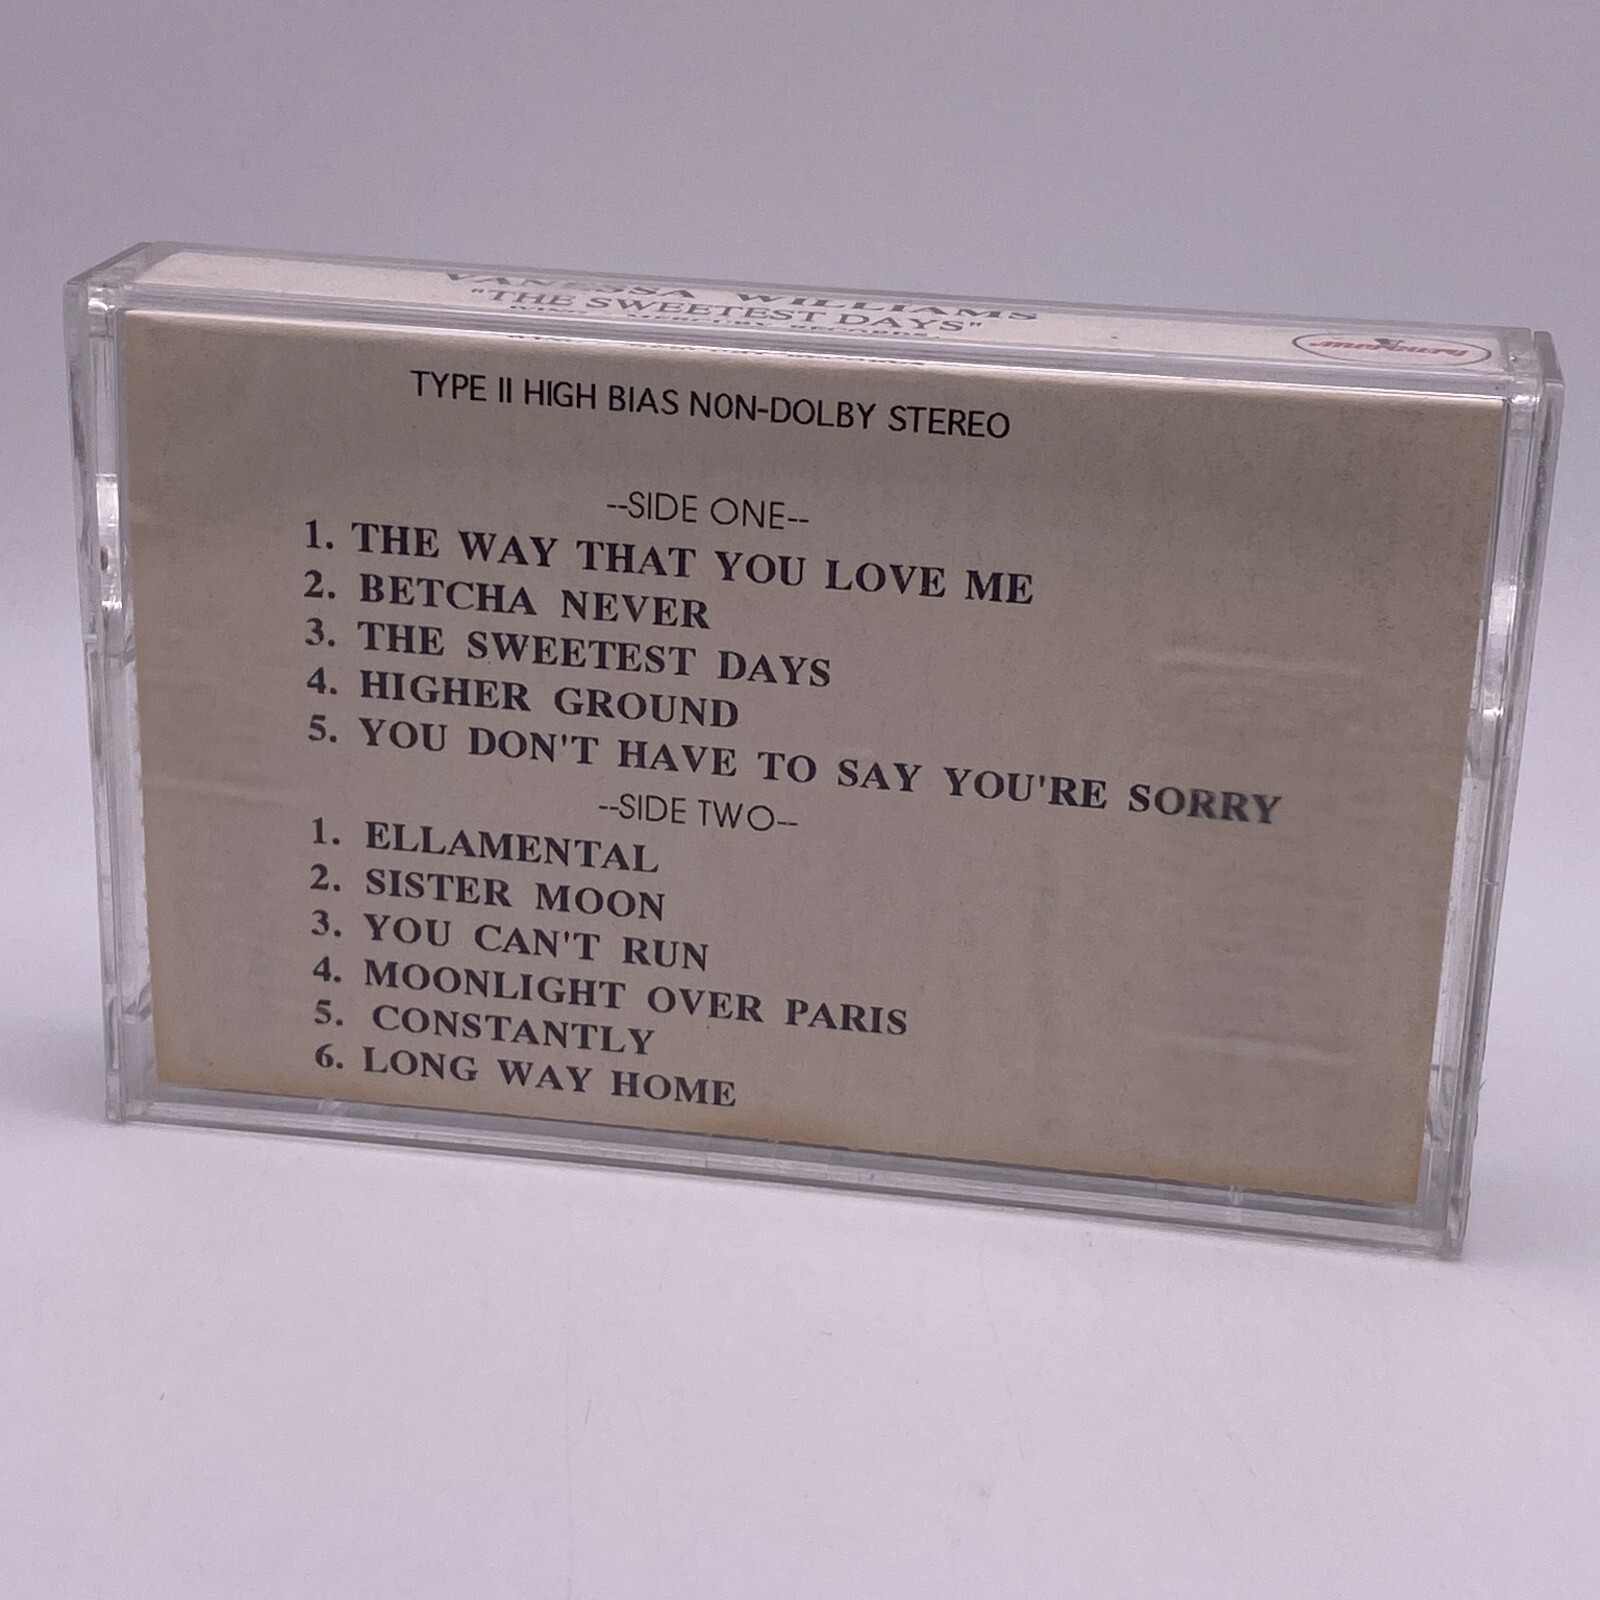 VANESSA WILLIAMS
"THE SWEETEST DAYS"
mercury
TYPE II HIGH BIAS NON-DOLBY STEREO
--SIDE ONE--
1. THE WAY THAT YOU LOVE ME
2. BETCHA NEVER
3. THE SWEETEST DAYS
4. HIGHER GROUND
5. YOU DON'T HAVE TO SAY YOU'RE SORRY
--SIDE TWO--
1. ELLAMENTAL
2. SISTER MOON
3. YOU CAN'T RUN
4. MOONLIGHT OVER PARIS
5. CONSTANTLY
6. LONG WAY HOME